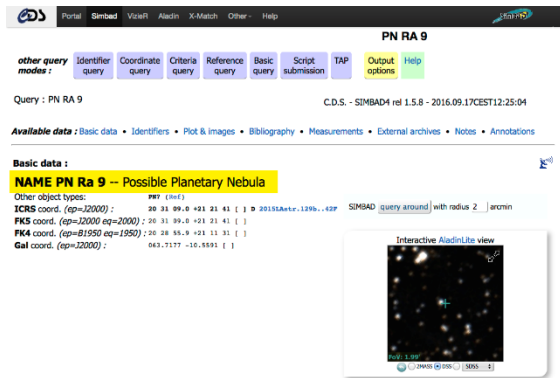 CDS Portal Simbad VizieR Aladin X-Match Other Help
PN RA 9
other query modes : Identifier query Coordinate query Criteria query Reference query Basic query Script submission TAP Output options Help
Query : PN RA 9
C.D.S. - SIMBAD4 rel 1.5.8 - 2016.09.17CEST12:25:04
Available data : Basic data • Identifiers • Plot & images • Bibliography • Measurements • External archives • Notes • Annotations
Basic data :
NAME PN Ra 9 -- Possible Planetary Nebula
Other object types: PN? (Ref)
ICRS coord. (ep=J2000) : 20 31 09.0 +21 21 41 [ ] D 2015LAstr.129b..42P
SIMBAD query around with radius 2 arcmin
FK5 coord. (ep=J2000 eq=2000) : 20 31 09.0 +21 21 41 [ ]
FK4 coord. (ep=B1950 eq=1950) : 20 28 55.9 +21 11 31 [ ]
Gal coord. (ep=J2000) : 063.7177 -10.5591 [ ]
Interactive AladinLite view
FoV: 1.99'
2MASS DSS SDSS